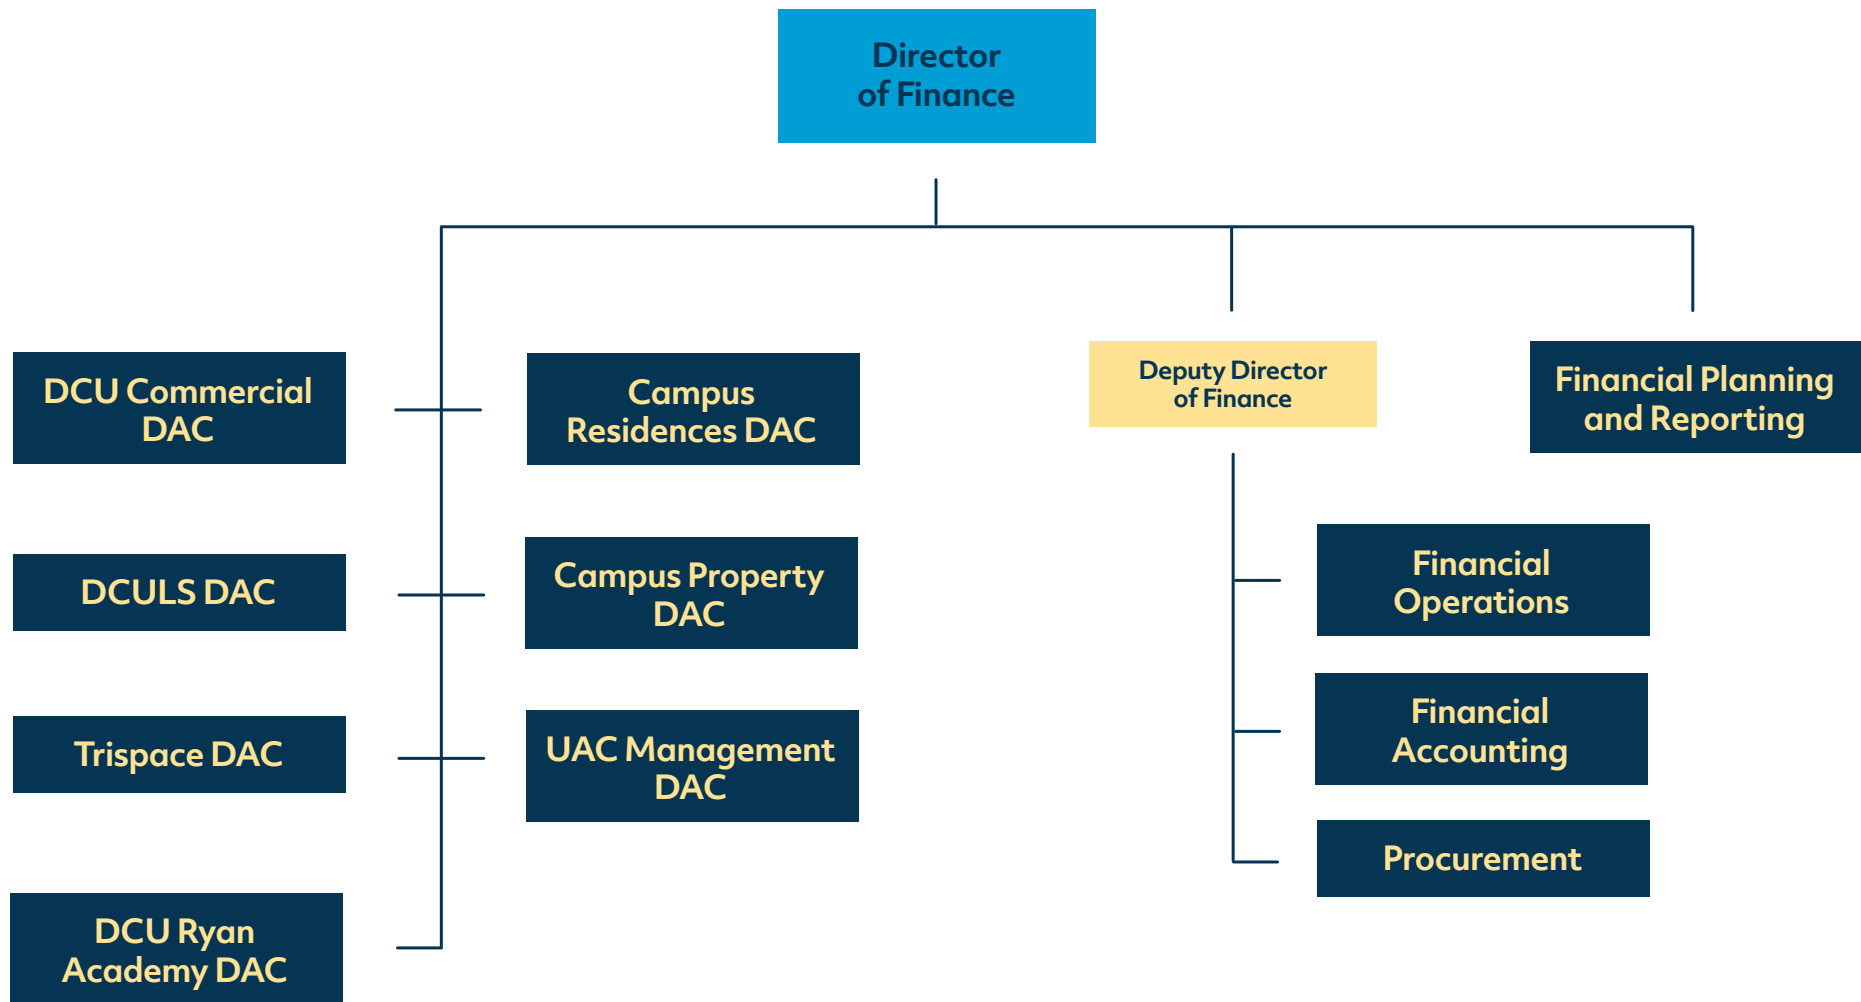 Director
of Finance
DCU Commercial
DAC
Campus
Residences DAC
Deputy Director
of Finance
Financial Planning
and Reporting
DCULS DAC
Campus Property
DAC
Financial
Operations
Trispace DAC
UAC Management
DAC
Financial
Accounting
Procurement
DCU Ryan
Academy DAC